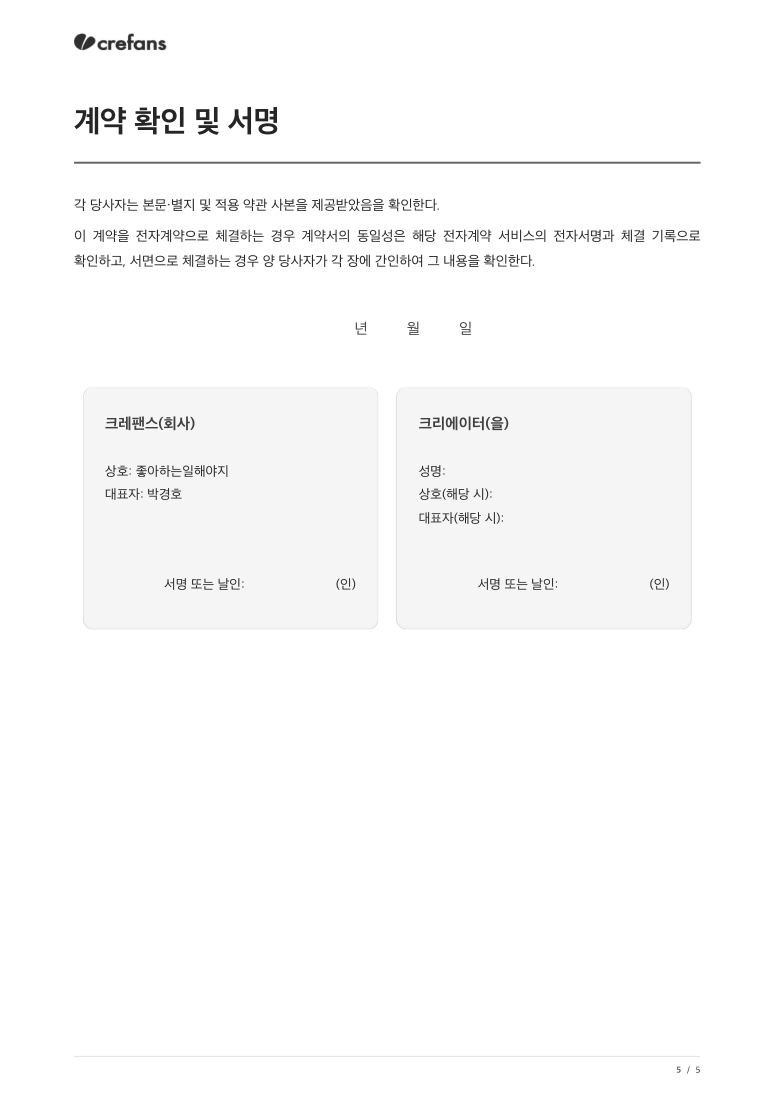 crefans
계약 확인 및 서명
각 당사자는 본문·별지 및 적용 약관 사본을 제공받았음을 확인한다.
이 계약을 전자계약으로 체결하는 경우 계약서의 동일성은 해당 전자계약 서비스의 전자서명과 체결 기록으로
확인하고, 서면으로 체결하는 경우 양 당사자가 각 장에 간인하여 그 내용을 확인한다.
년 월 일
크레팬스(회사)
상호: 좋아하는일해야지
대표자: 박경호
서명 또는 날인: (인)
크리에이터(을)
성명:
상호(해당 시):
대표자(해당 시):
서명 또는 날인: (인)
5 / 5